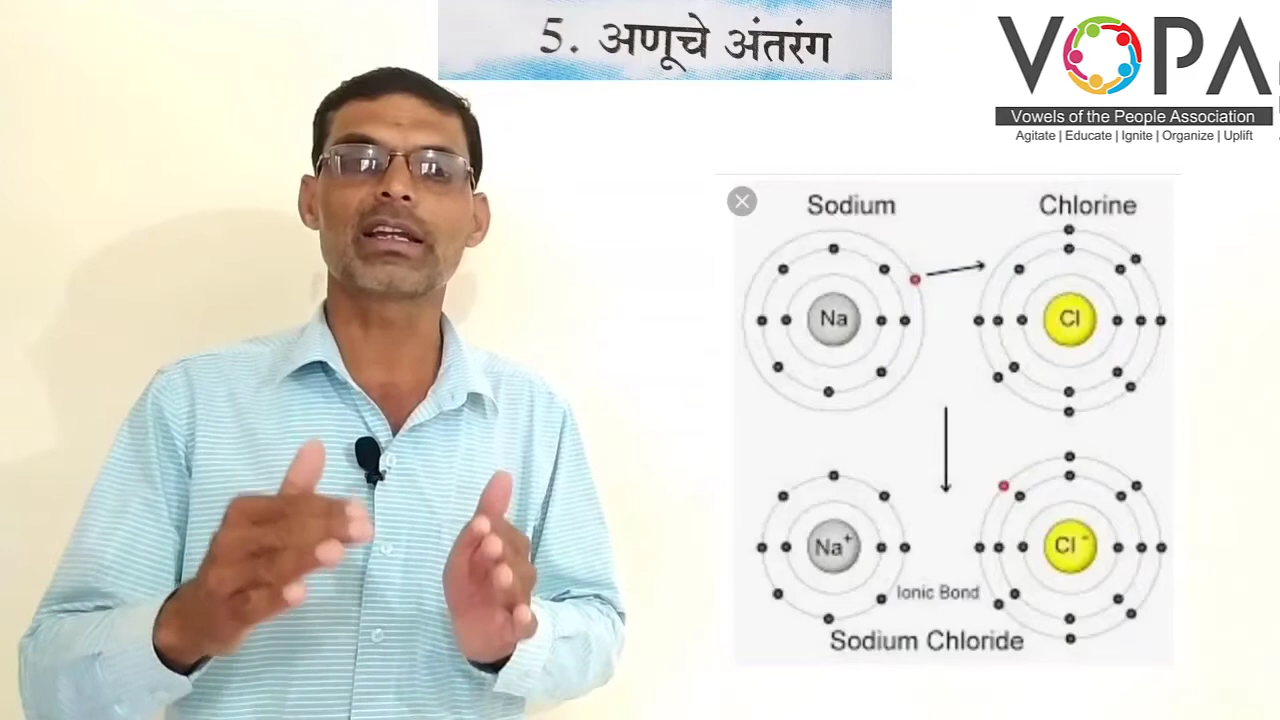 5. अणूचे अंतरंग
VOPA
Vowels of the People Association
Agitate | Educate | Ignite | Organize | Uplift
Sodium
Chlorine
Na
Cl
Na+
Cl -
Ionic Bond
Sodium Chloride